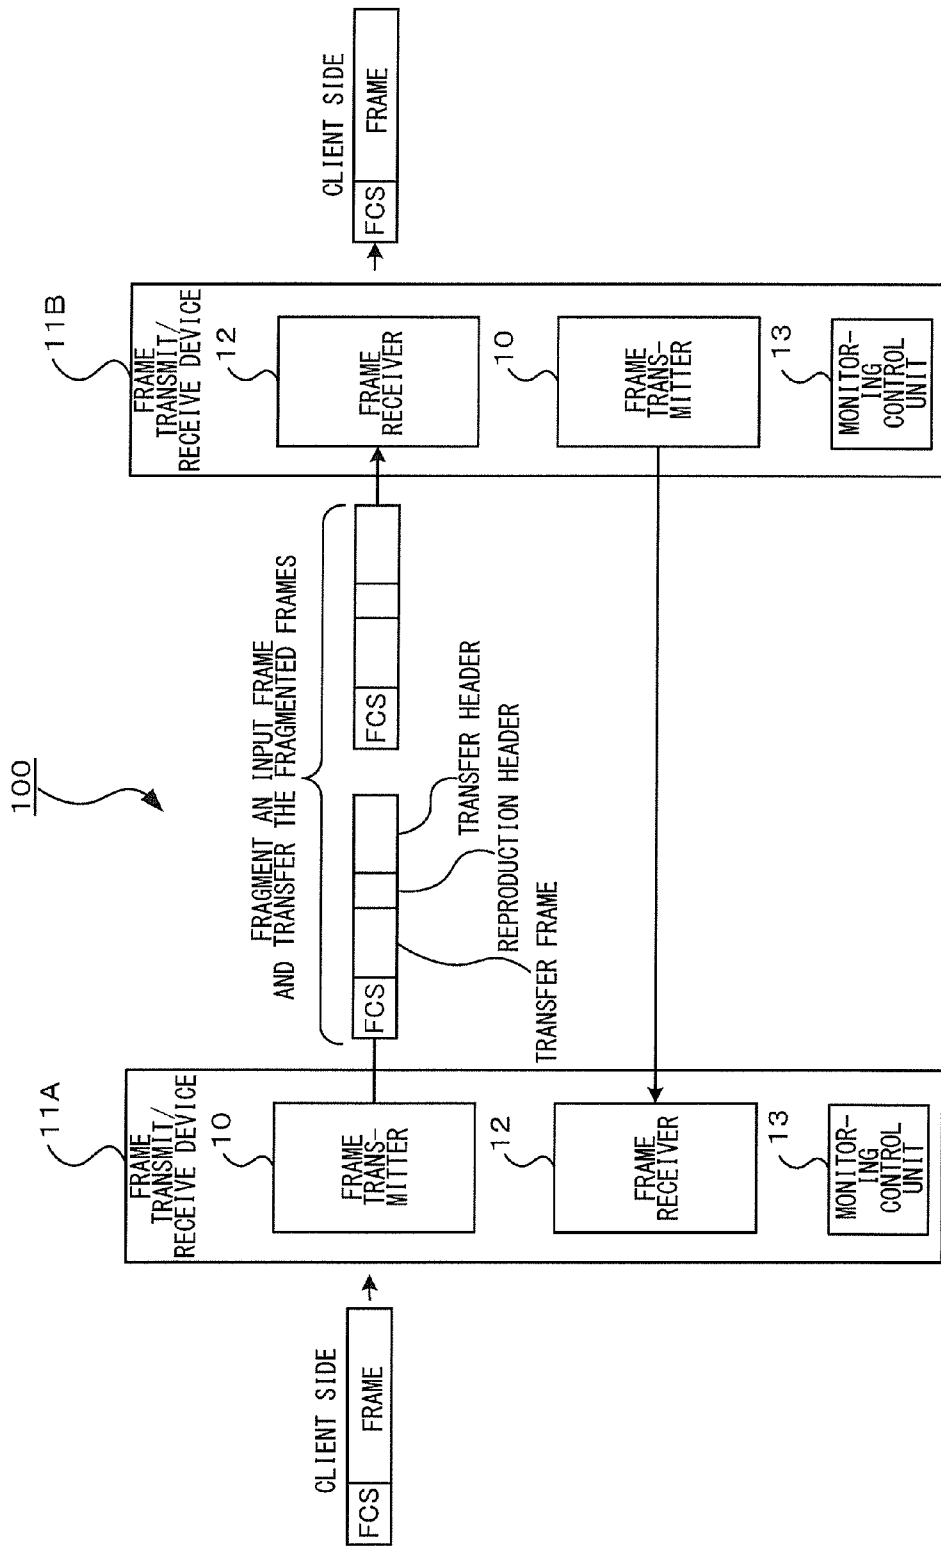 100
CLIENT SIDE
FCS
FRAME
11A
FRAME
TRANSMIT/
RECEIVE DEVICE
10
FRAME
TRANS-
MITTER
12
FRAME
RECEIVER
13
MONITOR-
ING
CONTROL
UNIT
FRAGMENT AN INPUT FRAME
AND TRANSFER THE FRAGMENTED FRAMES
FCS
FCS
TRANSFER HEADER
REPRODUCTION HEADER
TRANSFER FRAME
11B
FRAME
TRANSMIT/
RECEIVE DEVICE
12
FRAME
RECEIVER
10
FRAME
TRANS-
MITTER
13
MONITOR-
ING
CONTROL
UNIT
CLIENT SIDE
FCS
FRAME